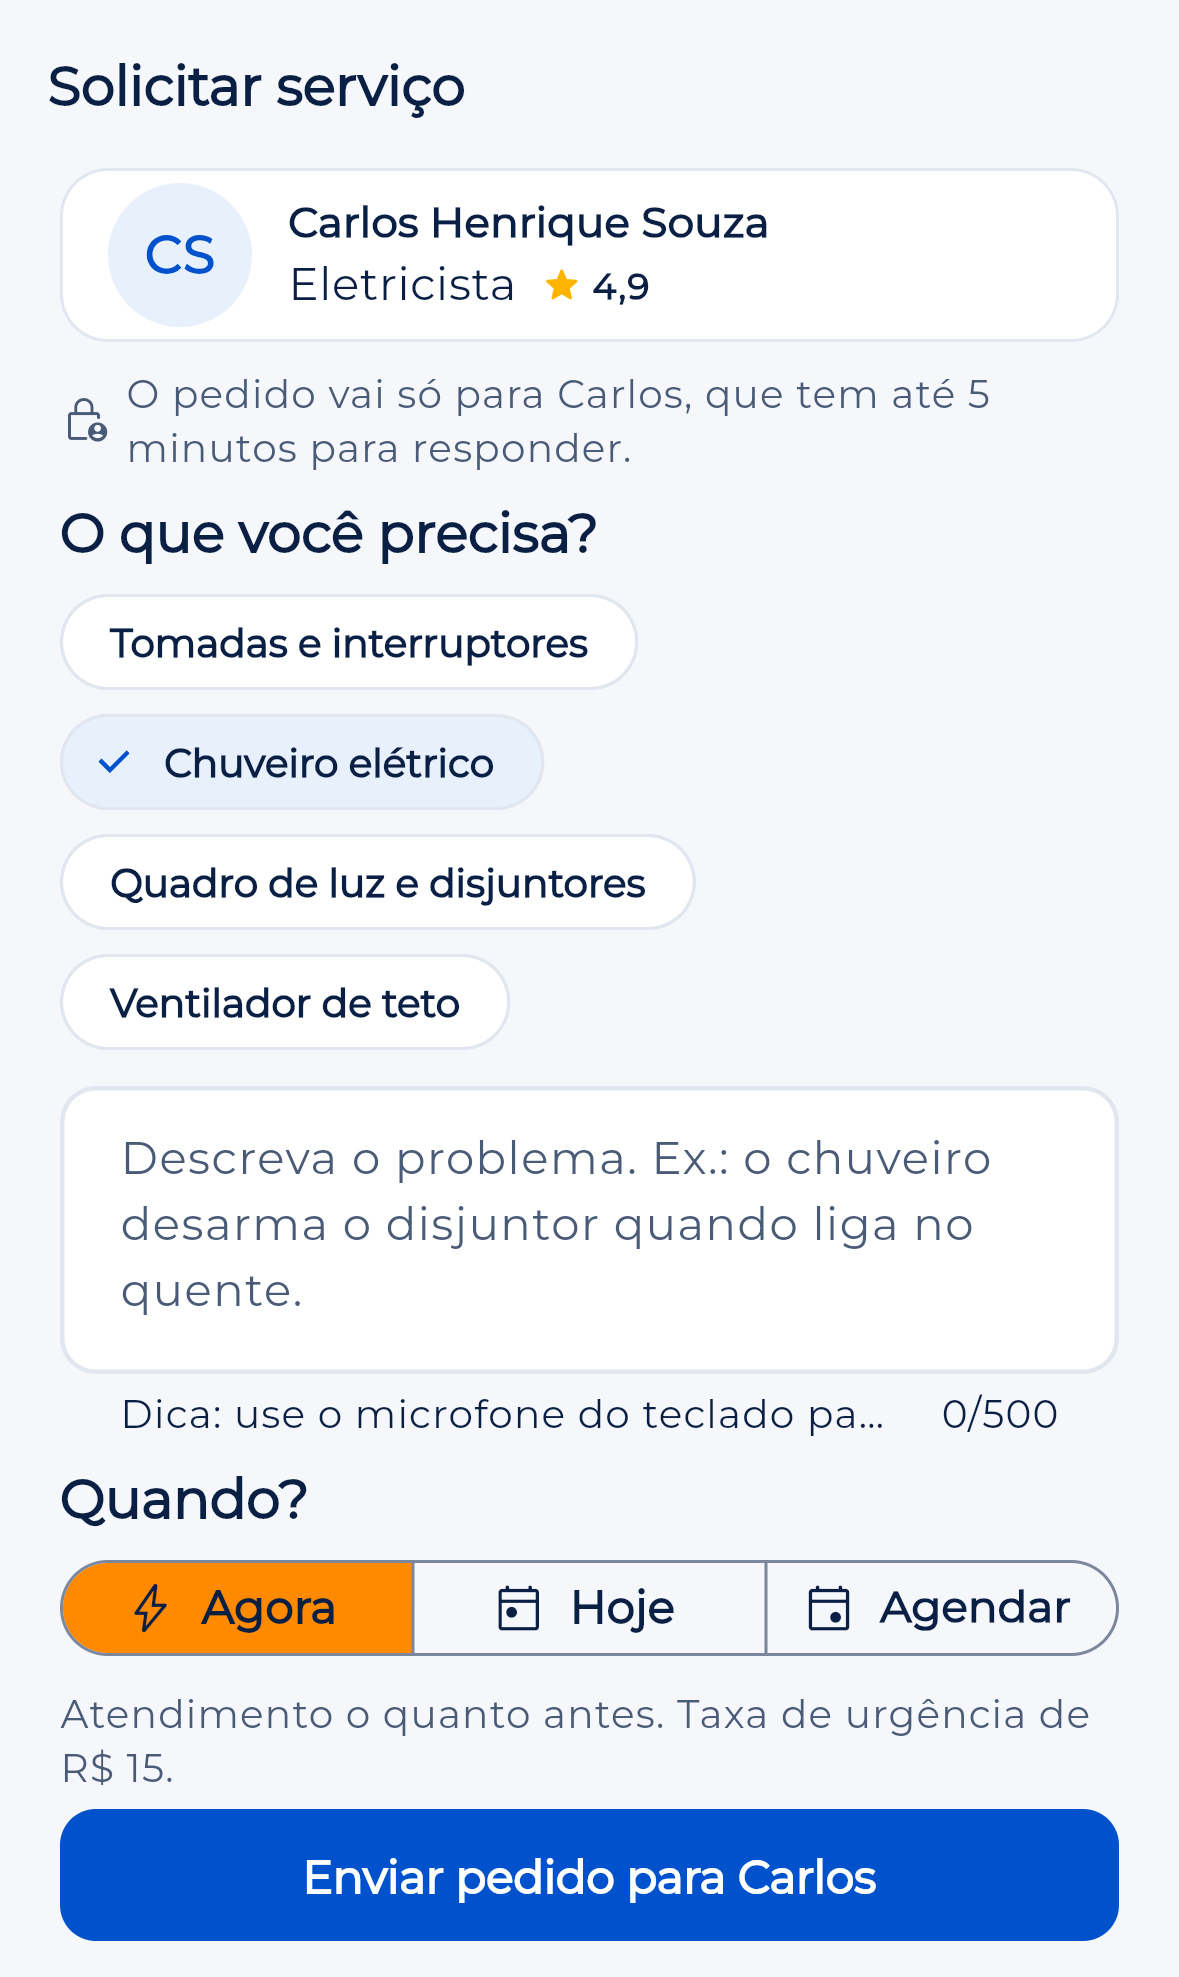 Solicitar serviço
CS
Carlos Henrique Souza
Eletricista 4,9
O pedido vai só para Carlos, que tem até 5
minutos para responder.
O que você precisa?
Tomadas e interruptores
Chuveiro elétrico
Quadro de luz e disjuntores
Ventilador de teto
Descreva o problema. Ex.: o chuveiro
desarma o disjuntor quando liga no
quente.
Dica: use o microfone do teclado pa... 0/500
Quando?
Agora Hoje Agendar
Atendimento o quanto antes. Taxa de urgência de
R$ 15.
Enviar pedido para Carlos